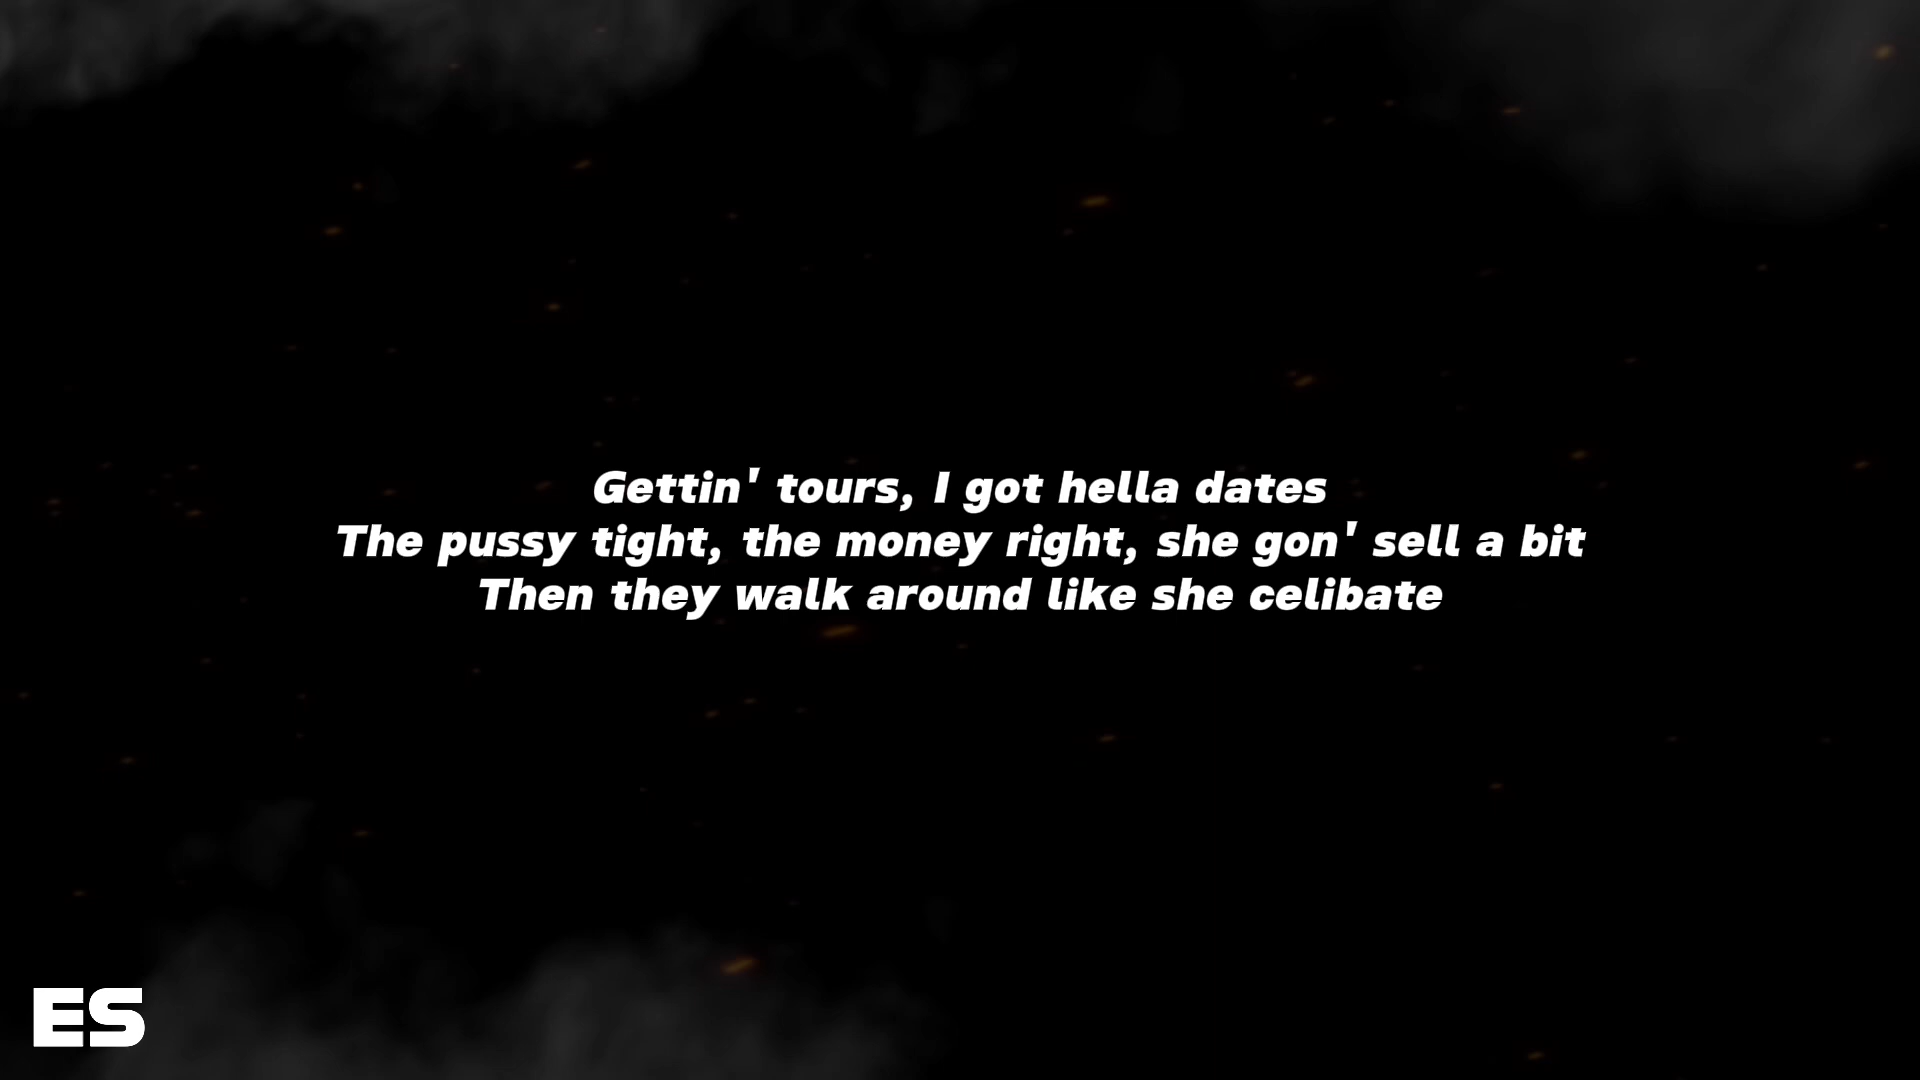 Gettin' tours, I got hella dates
The pussy tight, the money right, she gon' sell a bit
Then they walk around like she celibate
ES